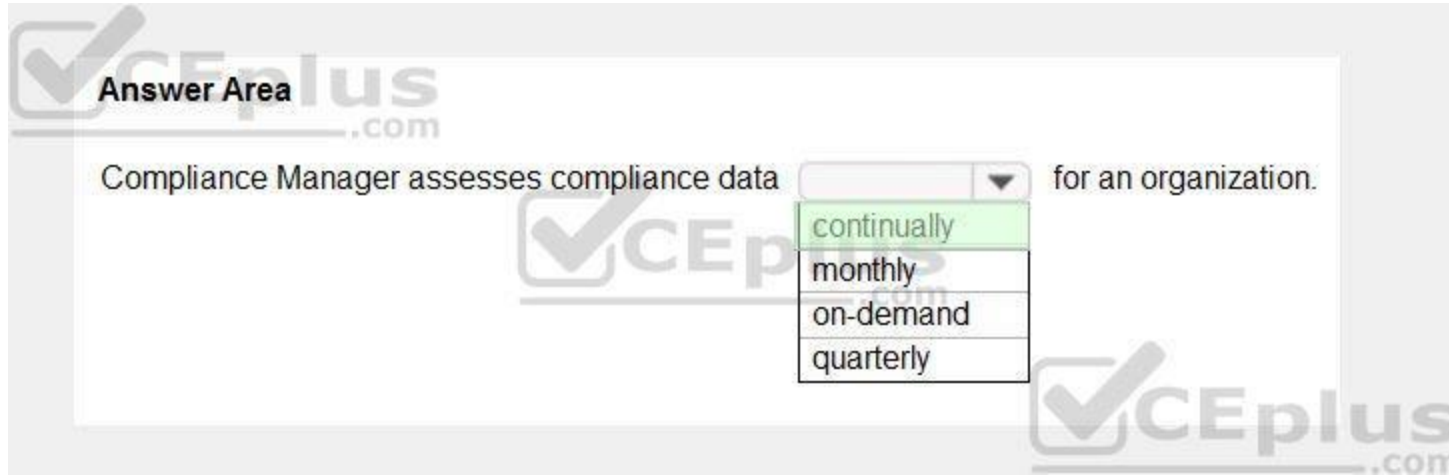 CEplus
.com
Answer Area
Compliance Manager assesses compliance data for an organization.
continually
monthly
on-demand
quarterly
CEplus
.com
CEplus
.com